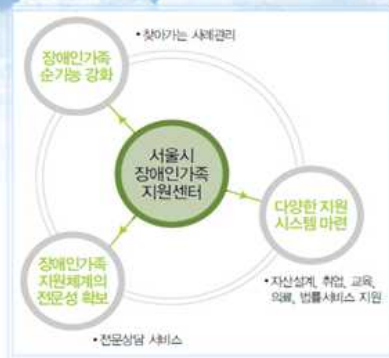 장애인가족
순기능 강화
• 찾아가는 사례관리
서울시
장애인가족
지원센터
다양한 지원
시스템 마련
• 자산설계, 취업, 교육,
의료, 법률서비스 지원
장애인가족
지원체계의
전문성 확보
• 전문상담 서비스